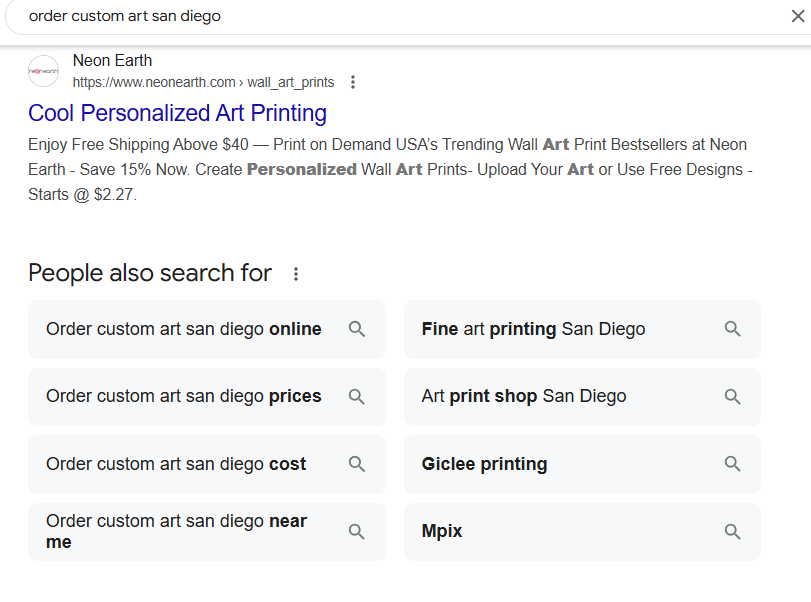 order custom art san diego
Neon Earth
https://www.neonearth.com › wall_art_prints
Cool Personalized Art Printing
Enjoy Free Shipping Above $40 — Print on Demand USA’s Trending Wall Art Print Bestsellers at Neon
Earth - Save 15% Now. Create Personalized Wall Art Prints- Upload Your Art or Use Free Designs -
Starts @ $2.27.
People also search for
Order custom art san diego online
Fine art printing San Diego
Order custom art san diego prices
Art print shop San Diego
Order custom art san diego cost
Giclee printing
Order custom art san diego near
me
Mpix